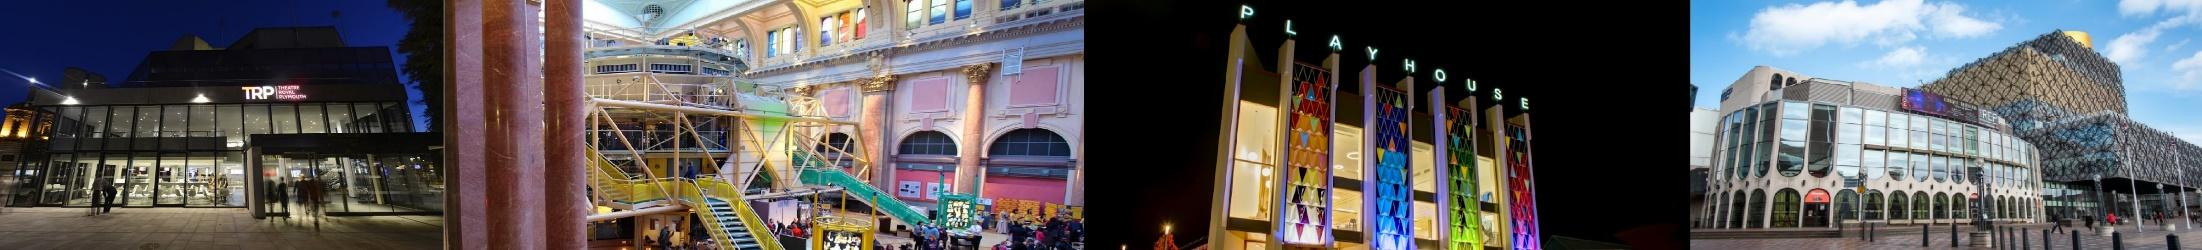 TRP
THEATRE
ROYAL
PLYMOUTH
PLAYHOUSE
REP